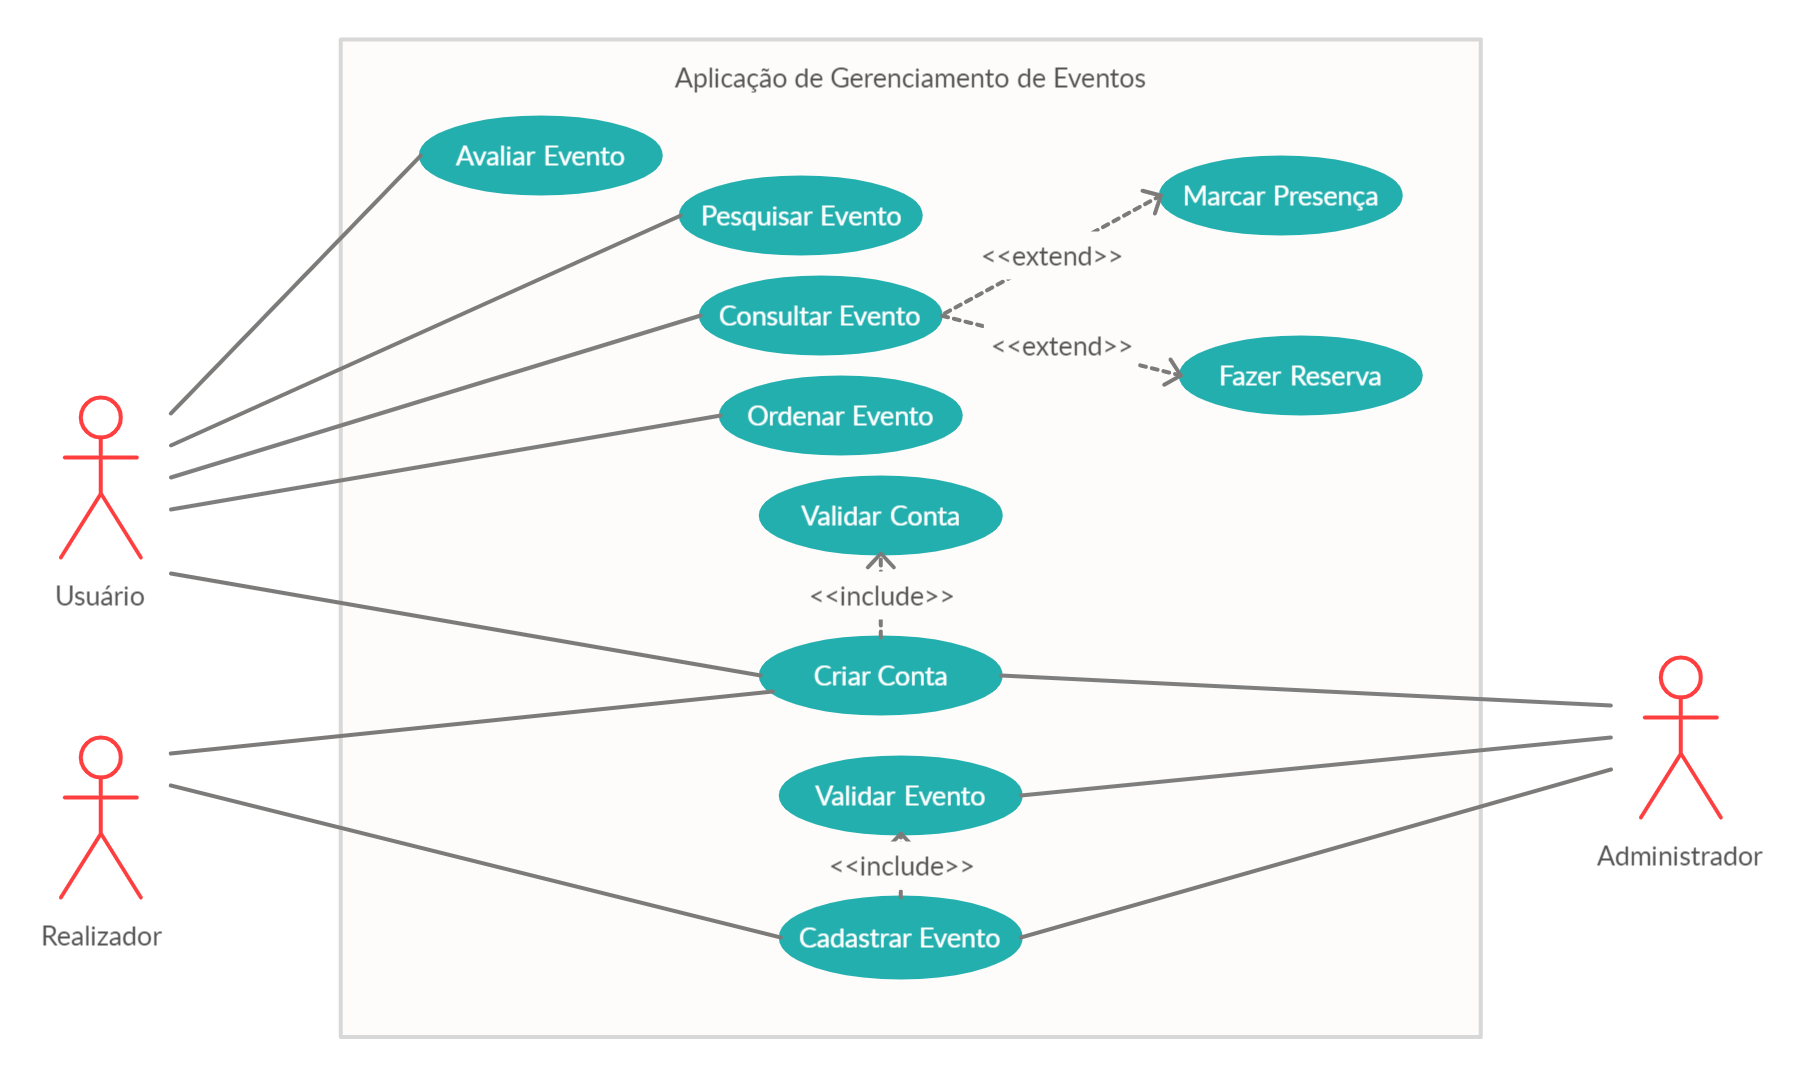 Aplicação de Gerenciamento de Eventos
Avaliar Evento
Marcar Presença
Pesquisar Evento
<<extend>>
Consultar Evento
<<extend>>
Fazer Reserva
Ordenar Evento
Validar Conta
Usuário
<<include>>
Criar Conta
Validar Evento
Administrador
<<include>>
Realizador
Cadastrar Evento